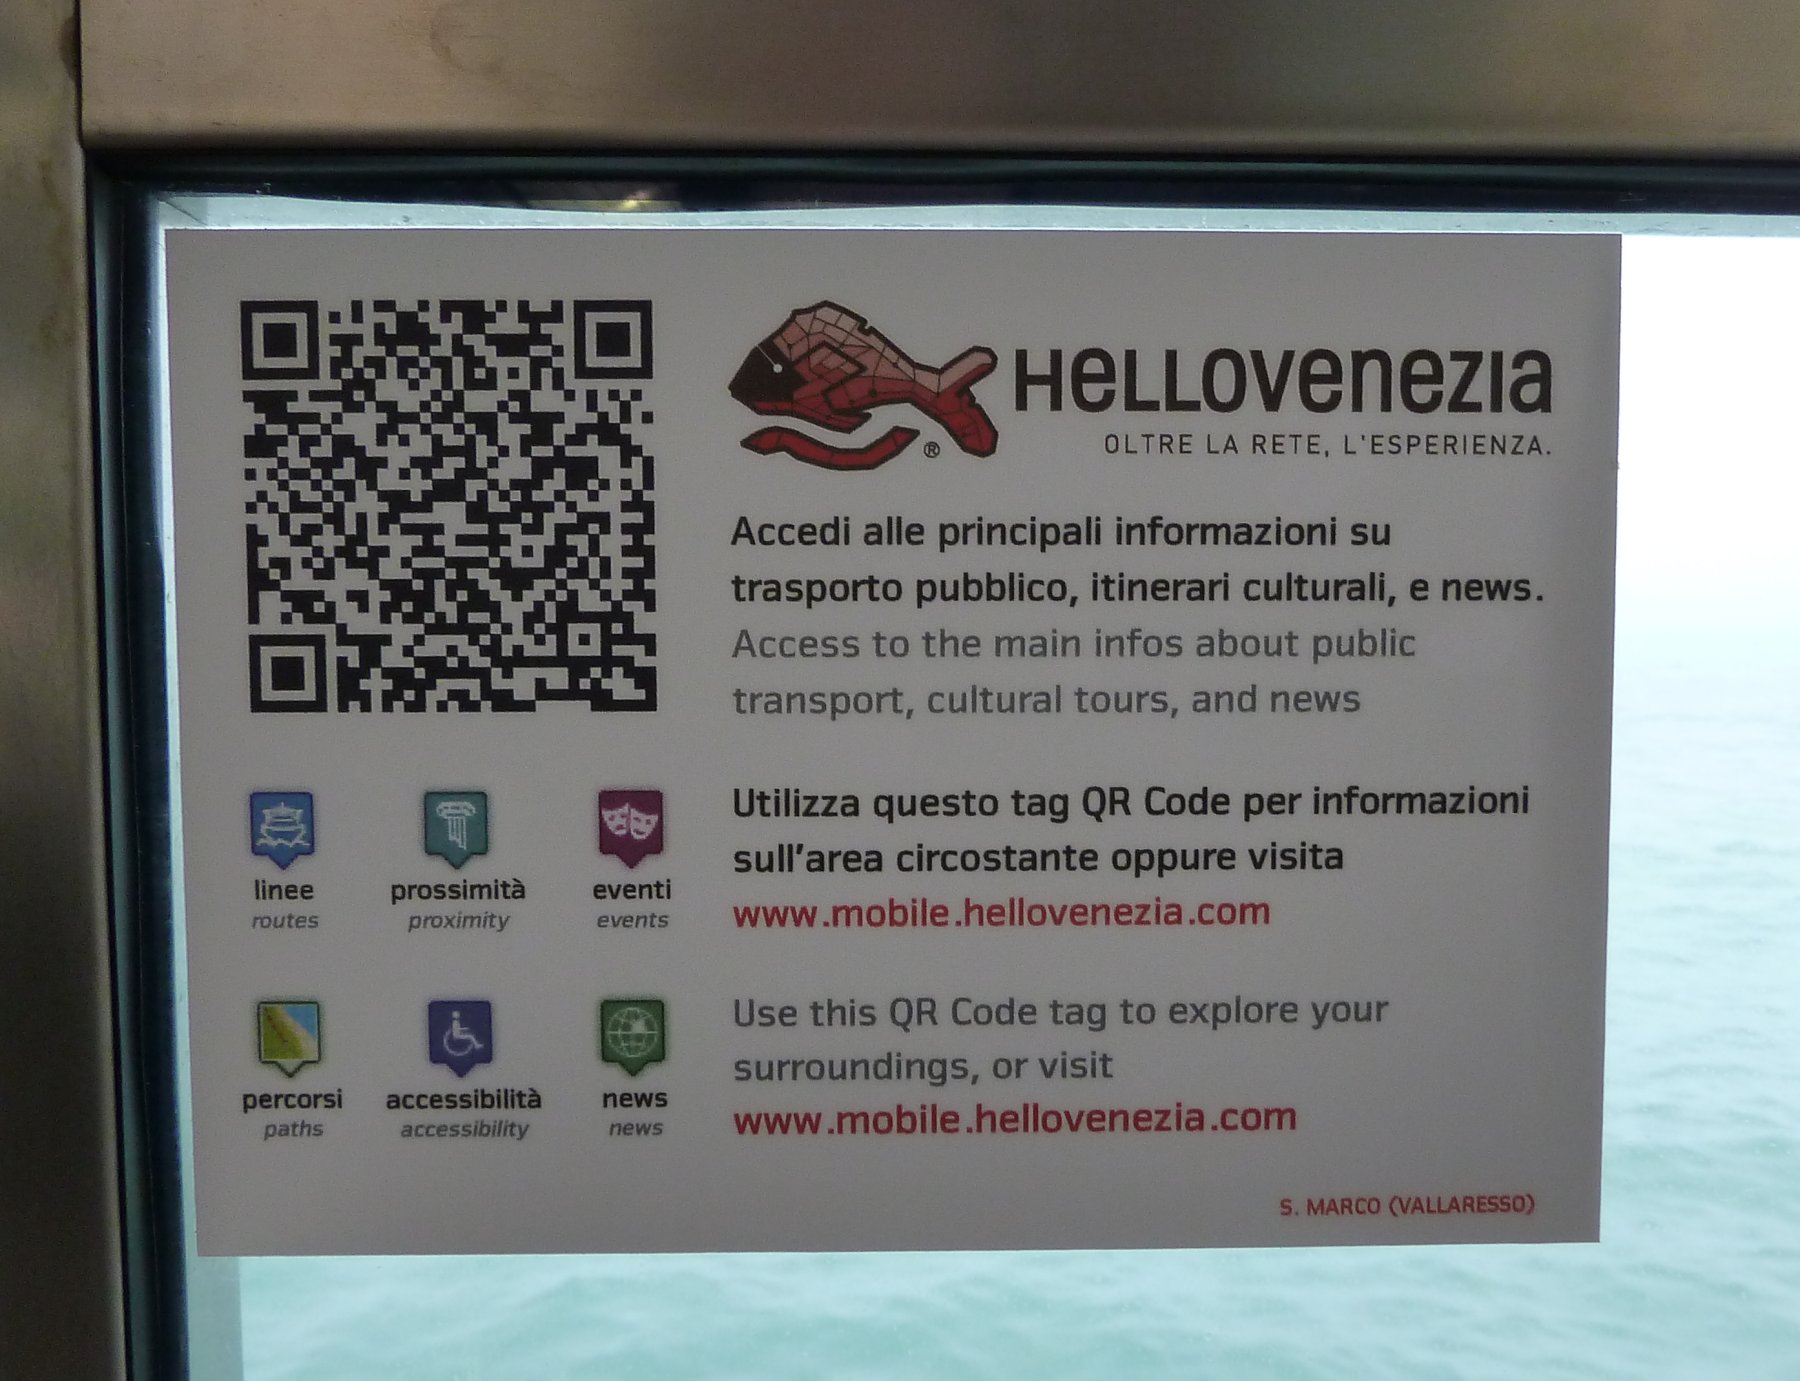 HELLOVENEZIA
OLTRE LA RETE, L'ESPERIENZA.
®
Accedi alle principali informazioni su
trasporto pubblico, itinerari culturali, e news.
Access to the main infos about public
transport, cultural tours, and news
linee
routes
prossimità
proximity
eventi
events
percorsi
paths
accessibilità
accessibility
news
news
Utilizza questo tag QR Code per informazioni
sull'area circostante oppure visita
www.mobile.hellovenezia.com
Use this QR Code tag to explore your
surroundings, or visit
www.mobile.hellovenezia.com
S. MARCO (VALLARESSO)